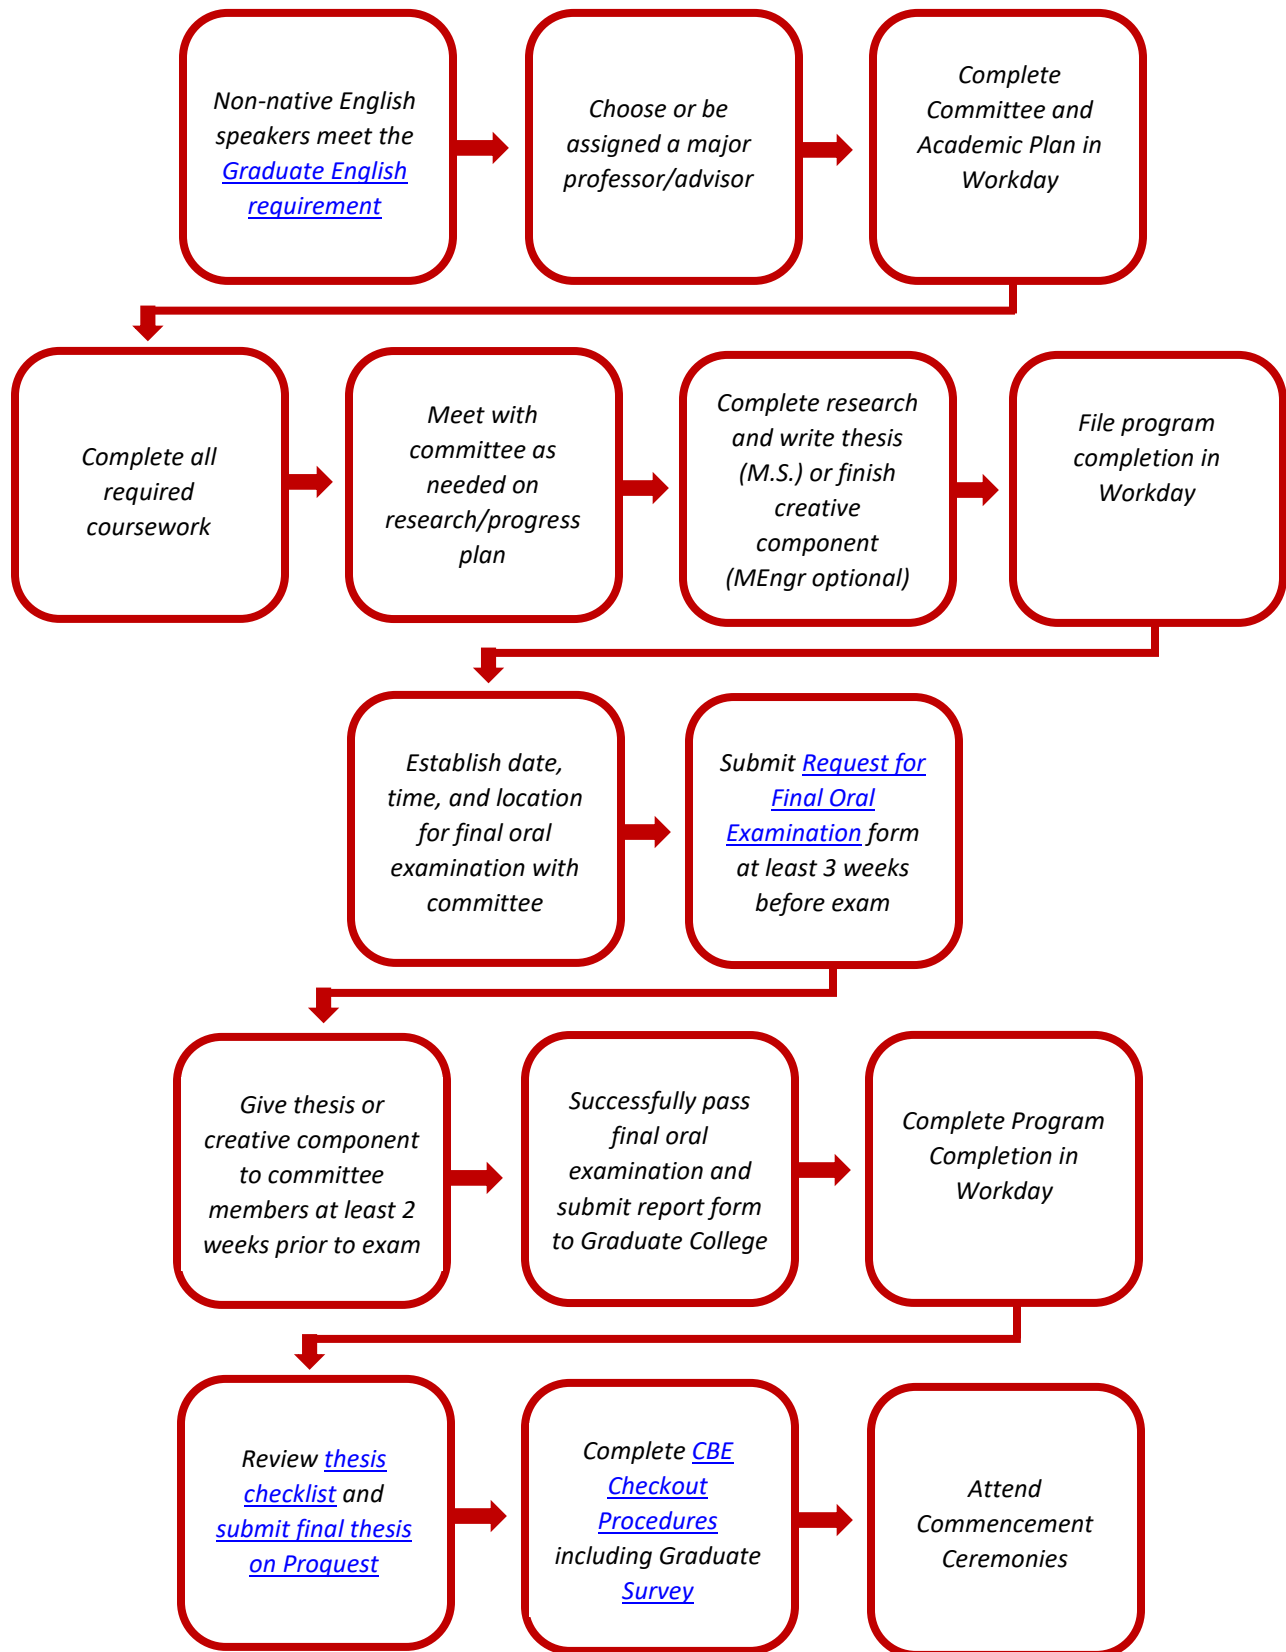 Non-native English
speakers meet the
Graduate English
requirement
Choose or be
assigned a major
professor/advisor
Complete
Committee and
Academic Plan in
Workday
Complete all
required
coursework
Meet with
committee as
needed on
research/progress
plan
Complete research
and write thesis
(M.S.) or finish
creative
component
(MEngr optional)
File program
completion in
Workday
Establish date,
time, and location
for final oral
examination with
committee
Submit Request for
Final Oral
Examination form
at least 3 weeks
before exam
Give thesis or
creative component
to committee
members at least 2
weeks prior to exam
Successfully pass
final oral
examination and
submit report form
to Graduate College
Complete Program
Completion in
Workday
Review thesis
checklist and
submit final thesis
on Proquest
Complete CBE
Checkout
Procedures
including Graduate
Survey
Attend
Commencement
Ceremonies